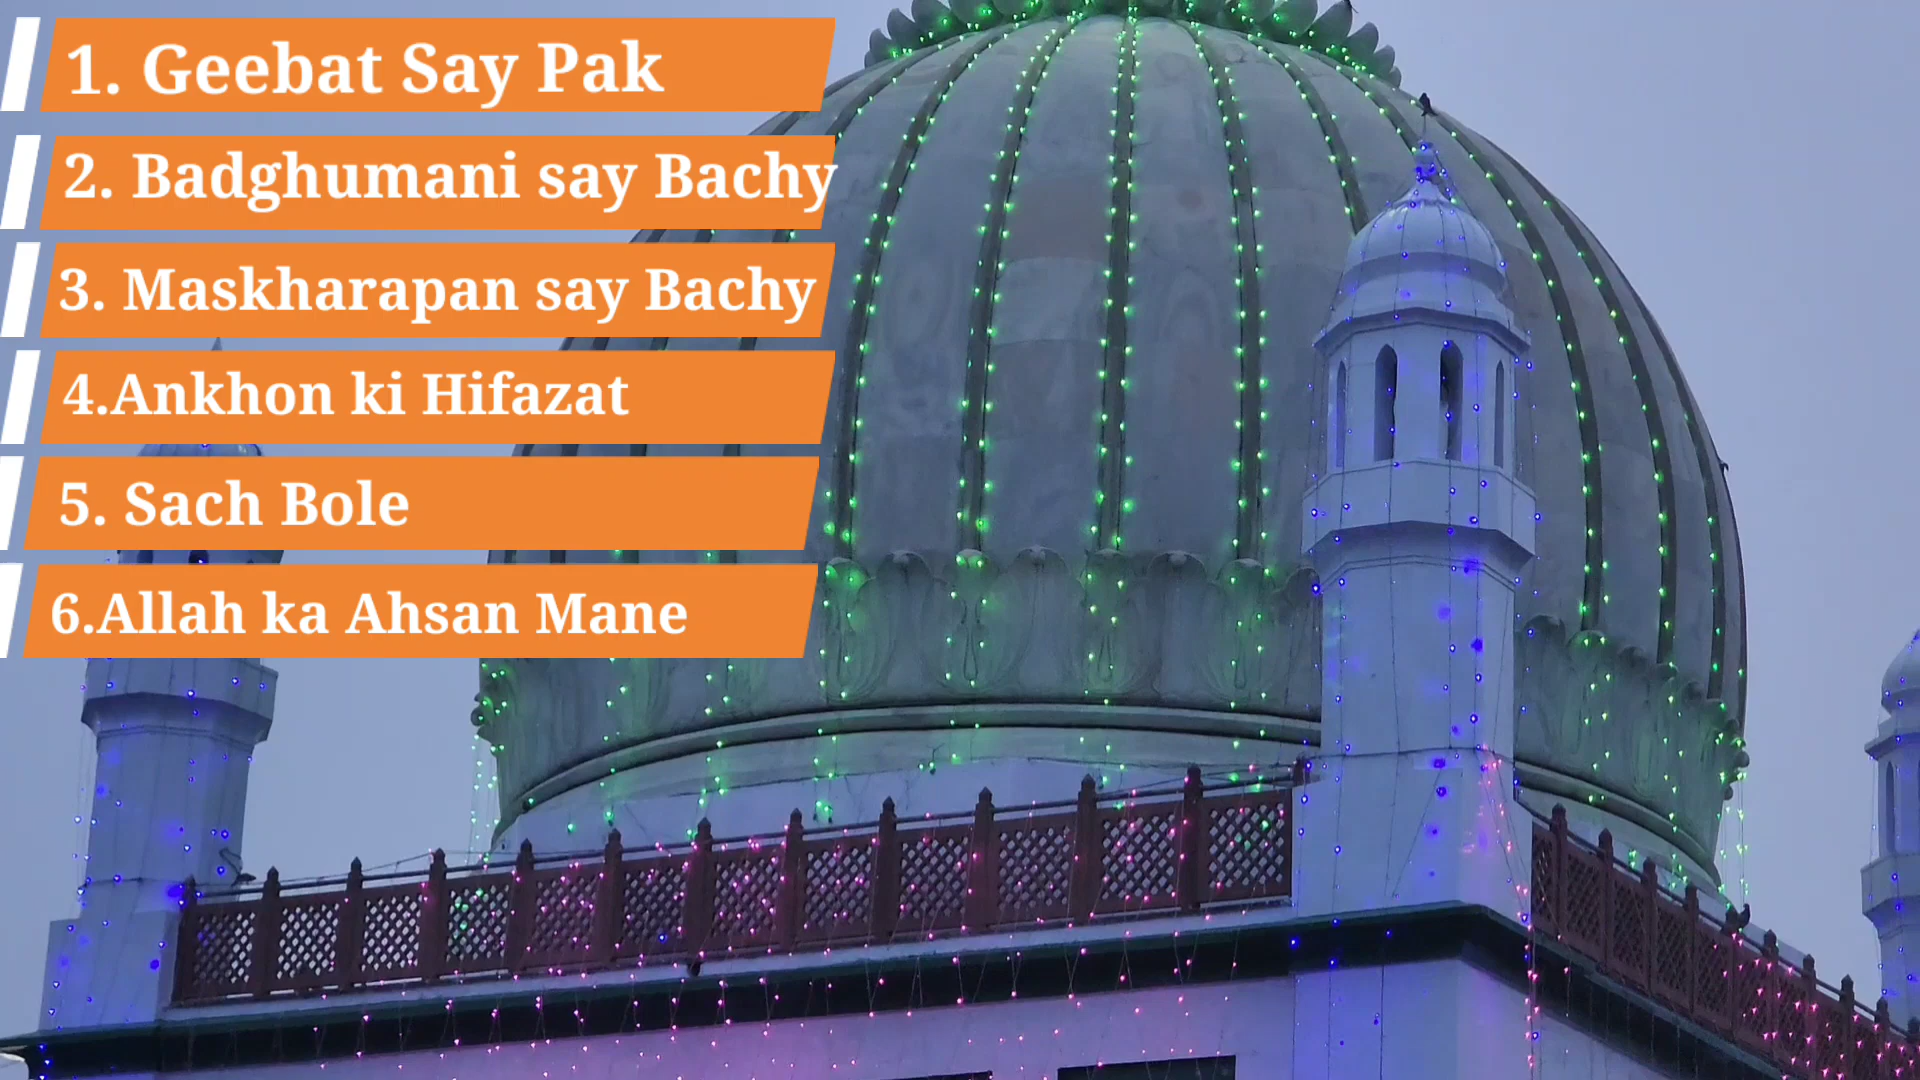 1. Geebat Say Pak
2. Badghumani say Bachy
3. Maskharapan say Bachy
4.Ankhon ki Hifazat
5. Sach Bole
6.Allah ka Ahsan Mane